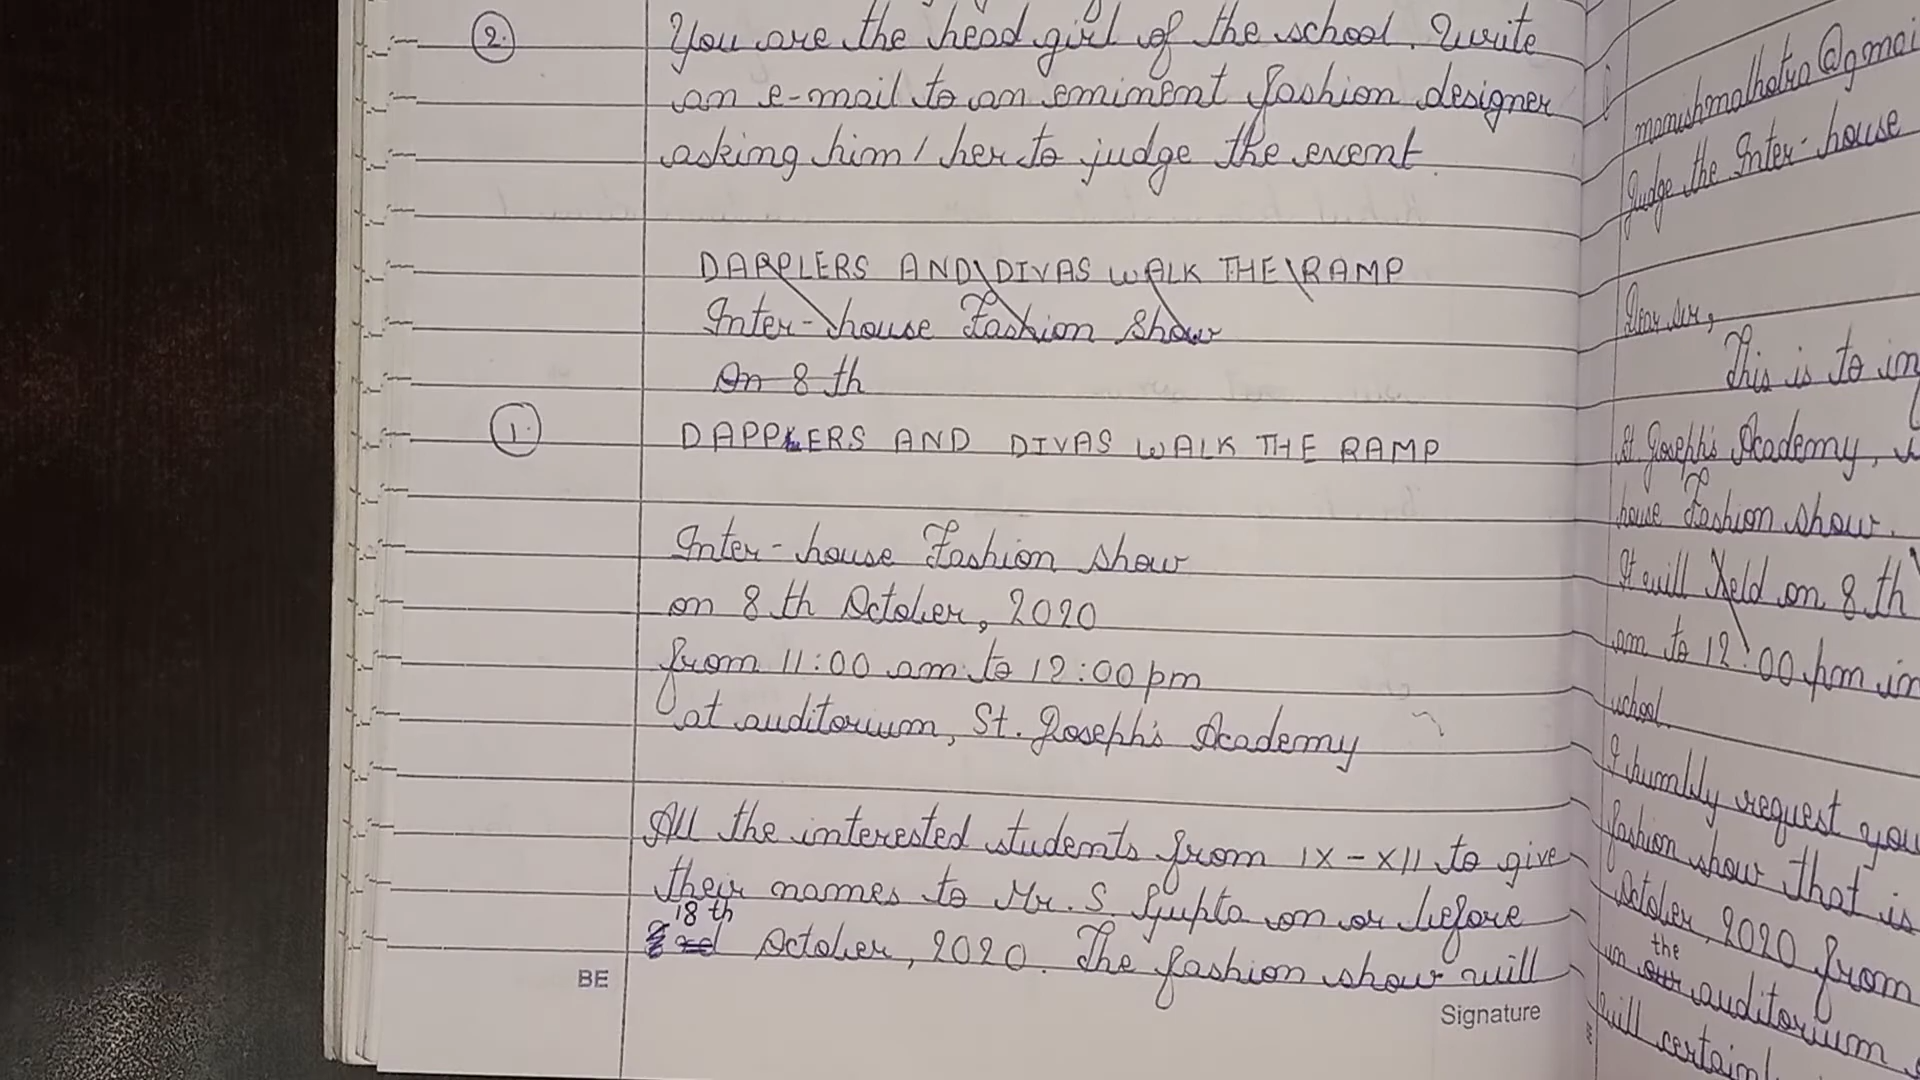 2.
You are the head girl of the school. Write
an e-mail to an eminent fashion designer
asking him / her to judge the event.
DAPPLERS AND DIVAS WALK THE RAMP
Inter-house Fashion Show
On 8 th
1.
DAPPLERS AND DIVAS WALK THE RAMP
Inter-house Fashion show
on 8 th October, 2020
from 11:00 am to 12:00 pm
at auditorium, St. Joseph's Academy
All the interested students from IX - XII to give
their names to Mr. S. Gupta on or before
18 th
October, 2020. The fashion show will
BE
Signature
manishmalhotra@gmai
Judge the Inter-house
Dear sir,
This is to in
St. Joseph's Academy,
house Fashion show.
It will held on 8 th
am to 12:00 pm in
school.
I humbly request you
fashion show that is
October, 2020 from
in the auditorium
will certainl